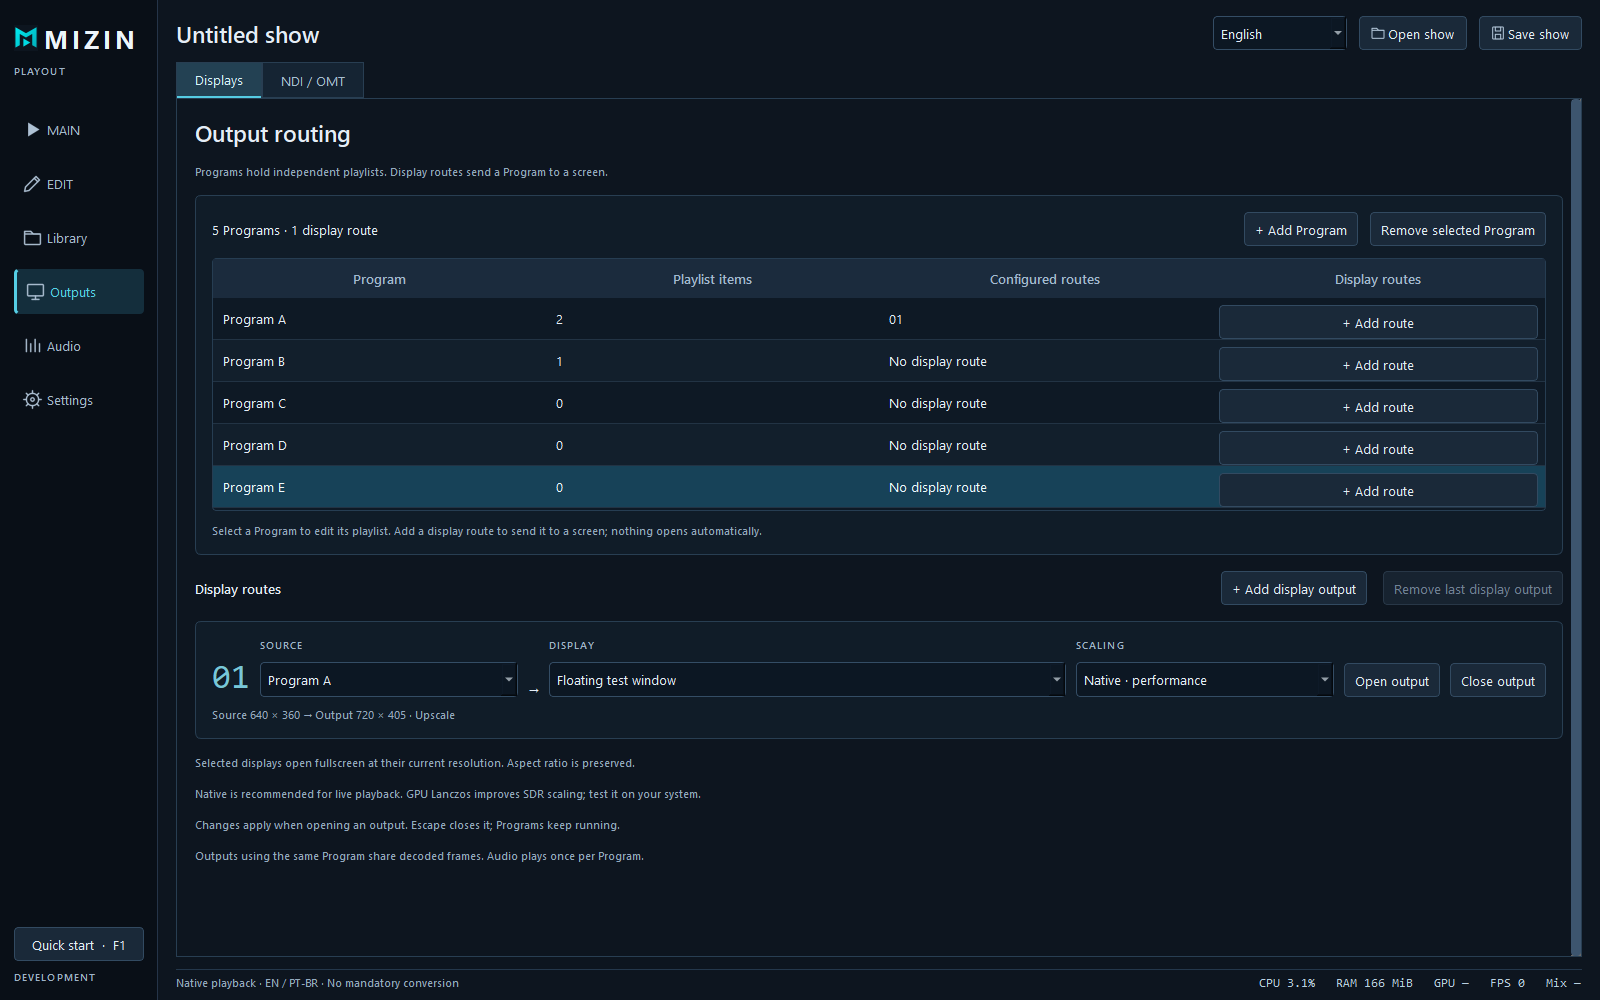 MIZIN
PLAYOUT
MAIN
EDIT
Library
Outputs
Audio
Settings
Quick start · F1
DEVELOPMENT
Untitled show
English
Open show
Save show
Displays
NDI / OMT
Output routing
Programs hold independent playlists. Display routes send a Program to a screen.
5 Programs · 1 display route
+ Add Program
Remove selected Program
Program Playlist items Configured routes Display routes
Program A 2 01 + Add route
Program B 1 No display route + Add route
Program C 0 No display route + Add route
Program D 0 No display route + Add route
Program E 0 No display route + Add route
Select a Program to edit its playlist. Add a display route to send it to a screen; nothing opens automatically.
Display routes
+ Add display output
Remove last display output
SOURCE DISPLAY SCALING
01 Program A → Floating test window Native · performance Open output Close output
Source 640 × 360 → Output 720 × 405 · Upscale
Selected displays open fullscreen at their current resolution. Aspect ratio is preserved.
Native is recommended for live playback. GPU Lanczos improves SDR scaling; test it on your system.
Changes apply when opening an output. Escape closes it; Programs keep running.
Outputs using the same Program share decoded frames. Audio plays once per Program.
Native playback · EN / PT-BR · No mandatory conversion
CPU 3.1% RAM 166 MiB GPU — FPS 0 Mix —